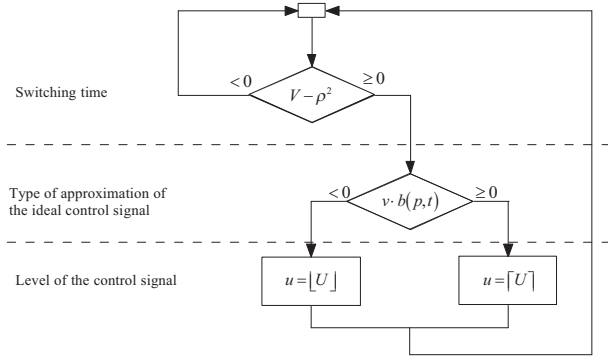 < 0
≥ 0
V − ρ²
Switching time
Type of approximation of
the ideal control signal
< 0
≥ 0
v · b(p,t)
Level of the control signal
u = ⌊U⌋
u = ⌈U⌉